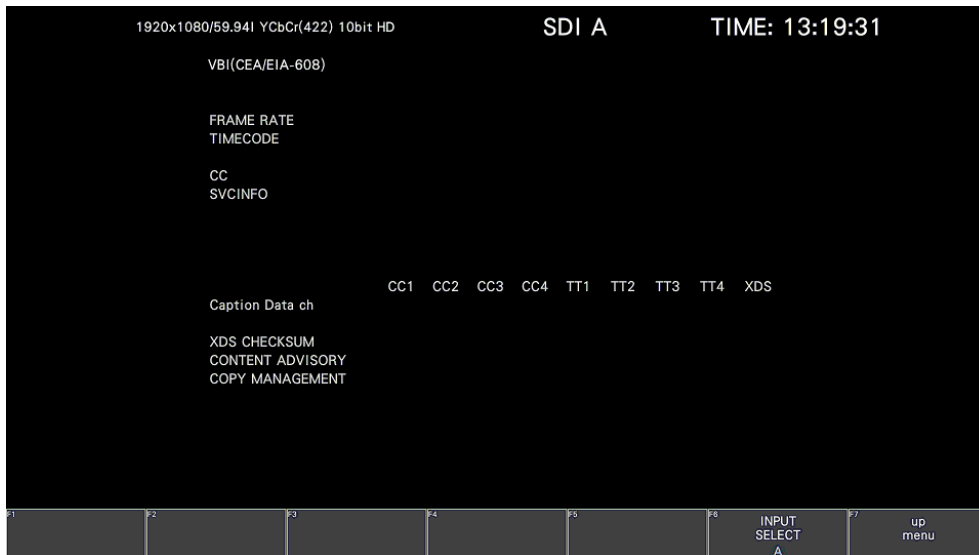 1920x1080/59.94I YCbCr(422) 10bit HD SDI A TIME: 13:19:31
VBI(CEA/EIA-608)
FRAME RATE
TIMECODE
CC
SVCINFO
CC1 CC2 CC3 CC4 TT1 TT2 TT3 TT4 XDS
Caption Data ch
XDS CHECKSUM
CONTENT ADVISORY
COPY MANAGEMENT
F1 F2 F3 F4 F5 F6 F7
INPUT up
SELECT menu
A